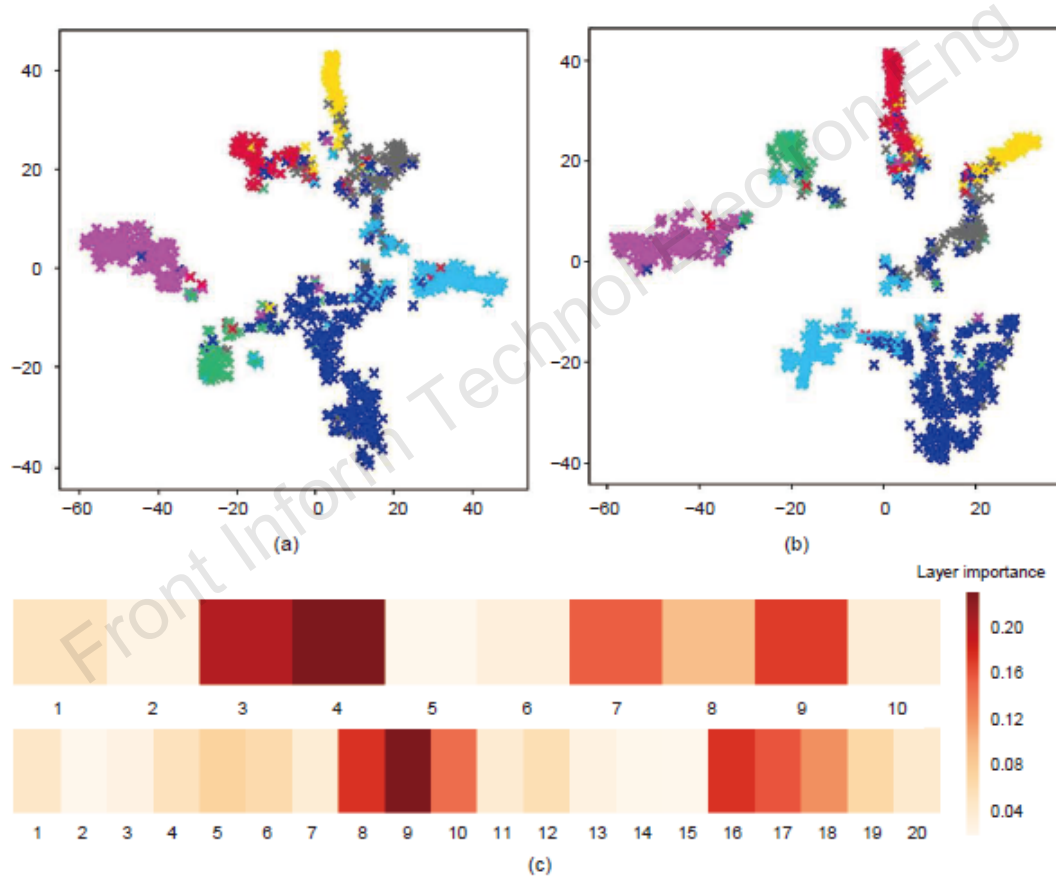 40
20
0
−20
−40
−60 −40 −20 0 20 40
(a)
40
20
0
−20
−40
−60 −40 −20 0 20
(b)
Front Inform Technol Electron Eng
Layer importance
0.20
0.16
0.12
0.08
0.04
1 2 3 4 5 6 7 8 9 10
1 2 3 4 5 6 7 8 9 10 11 12 13 14 15 16 17 18 19 20
(c)